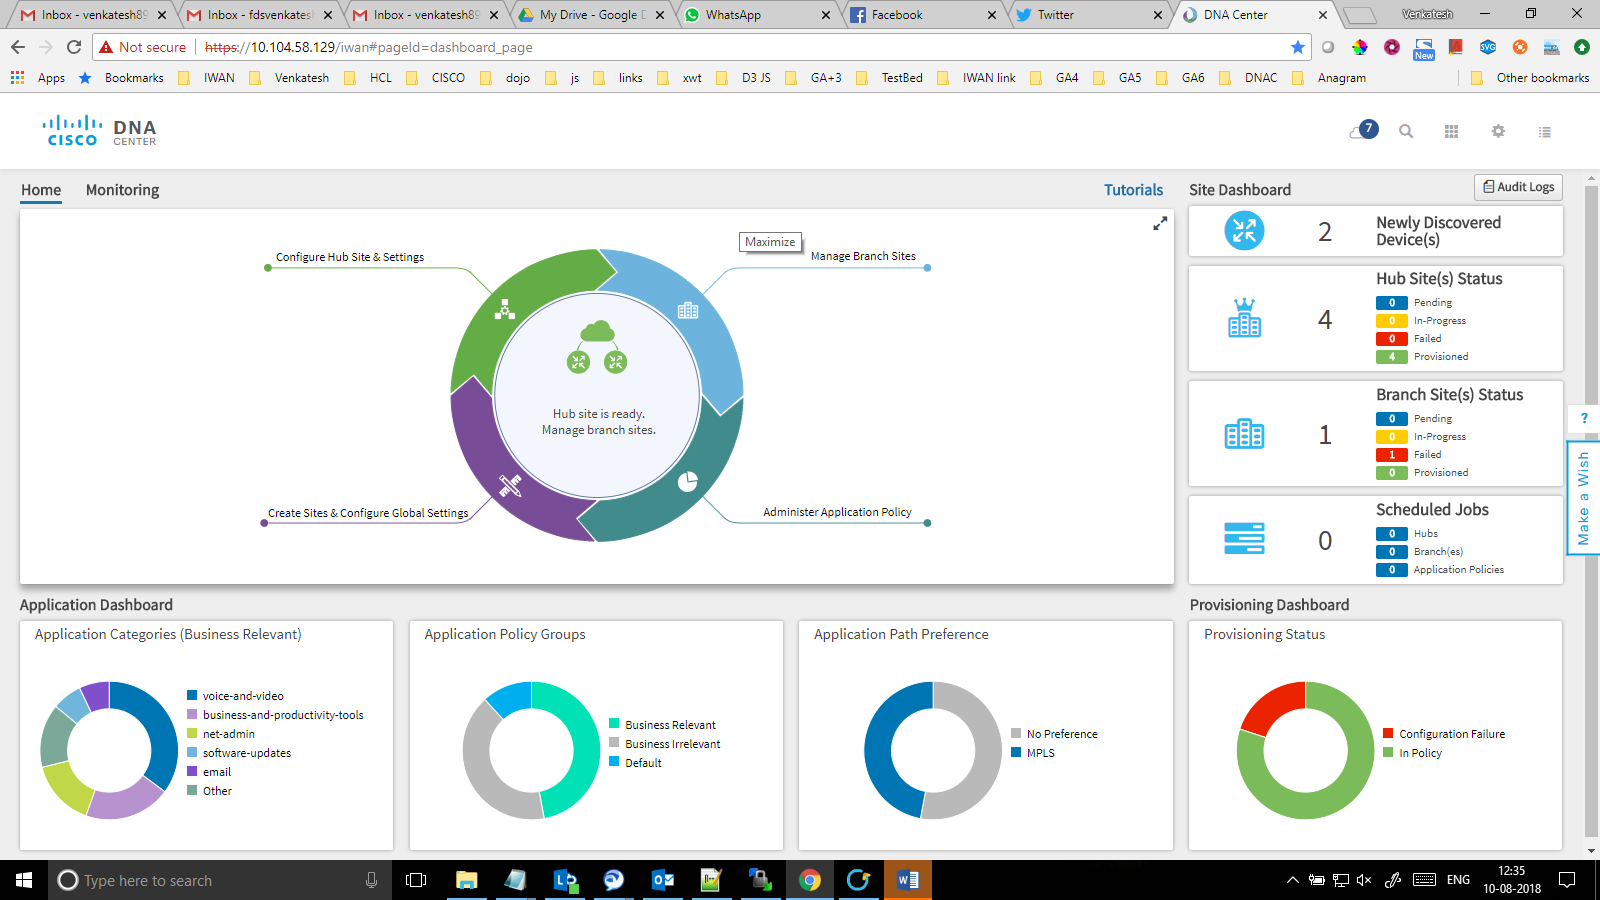 Inbox - venkatesh89
Inbox - fdsvenkatesh
Inbox - venkatesh89
My Drive - Google D
WhatsApp
Facebook
Twitter
DNA Center
Venkatesh
Not secure
https://10.104.58.129/iwan#pageId=dashboard_page
New
Apps
Bookmarks
IWAN
Venkatesh
HCL
CISCO
dojo
js
links
xwt
D3 JS
GA+3
TestBed
IWAN link
GA4
GA5
GA6
DNAC
Anagram
Other bookmarks
CISCO
DNA
CENTER
7
Home
Monitoring
Tutorials
Maximize
Configure Hub Site & Settings
Manage Branch Sites
Hub site is ready.
Manage branch sites.
Create Sites & Configure Global Settings
Administer Application Policy
Site Dashboard
Audit Logs
2
Newly Discovered
Device(s)
4
Hub Site(s) Status
0 Pending
0 In-Progress
0 Failed
4 Provisioned
1
Branch Site(s) Status
0 Pending
0 In-Progress
1 Failed
0 Provisioned
0
Scheduled Jobs
0 Hubs
0 Branch(es)
0 Application Policies
?
Make a Wish
Application Dashboard
Application Categories (Business Relevant)
voice-and-video
business-and-productivity-tools
net-admin
software-updates
email
Other
Application Policy Groups
Business Relevant
Business Irrelevant
Default
Application Path Preference
No Preference
MPLS
Provisioning Dashboard
Provisioning Status
Configuration Failure
In Policy
Type here to search
ENG
12:35
10-08-2018